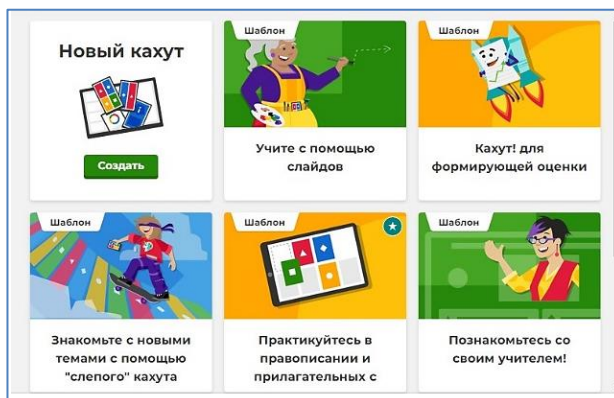 Новый кахут
Создать
Шаблон
Учите с помощью
слайдов
Шаблон
Кахут! для
формирующей оценки
Шаблон
Знакомьте с новыми
темами с помощью
"слепого" кахута
Шаблон
Практикуйтесь в
правописании и
прилагательных с
Шаблон
Познакомьтесь со
своим учителем!